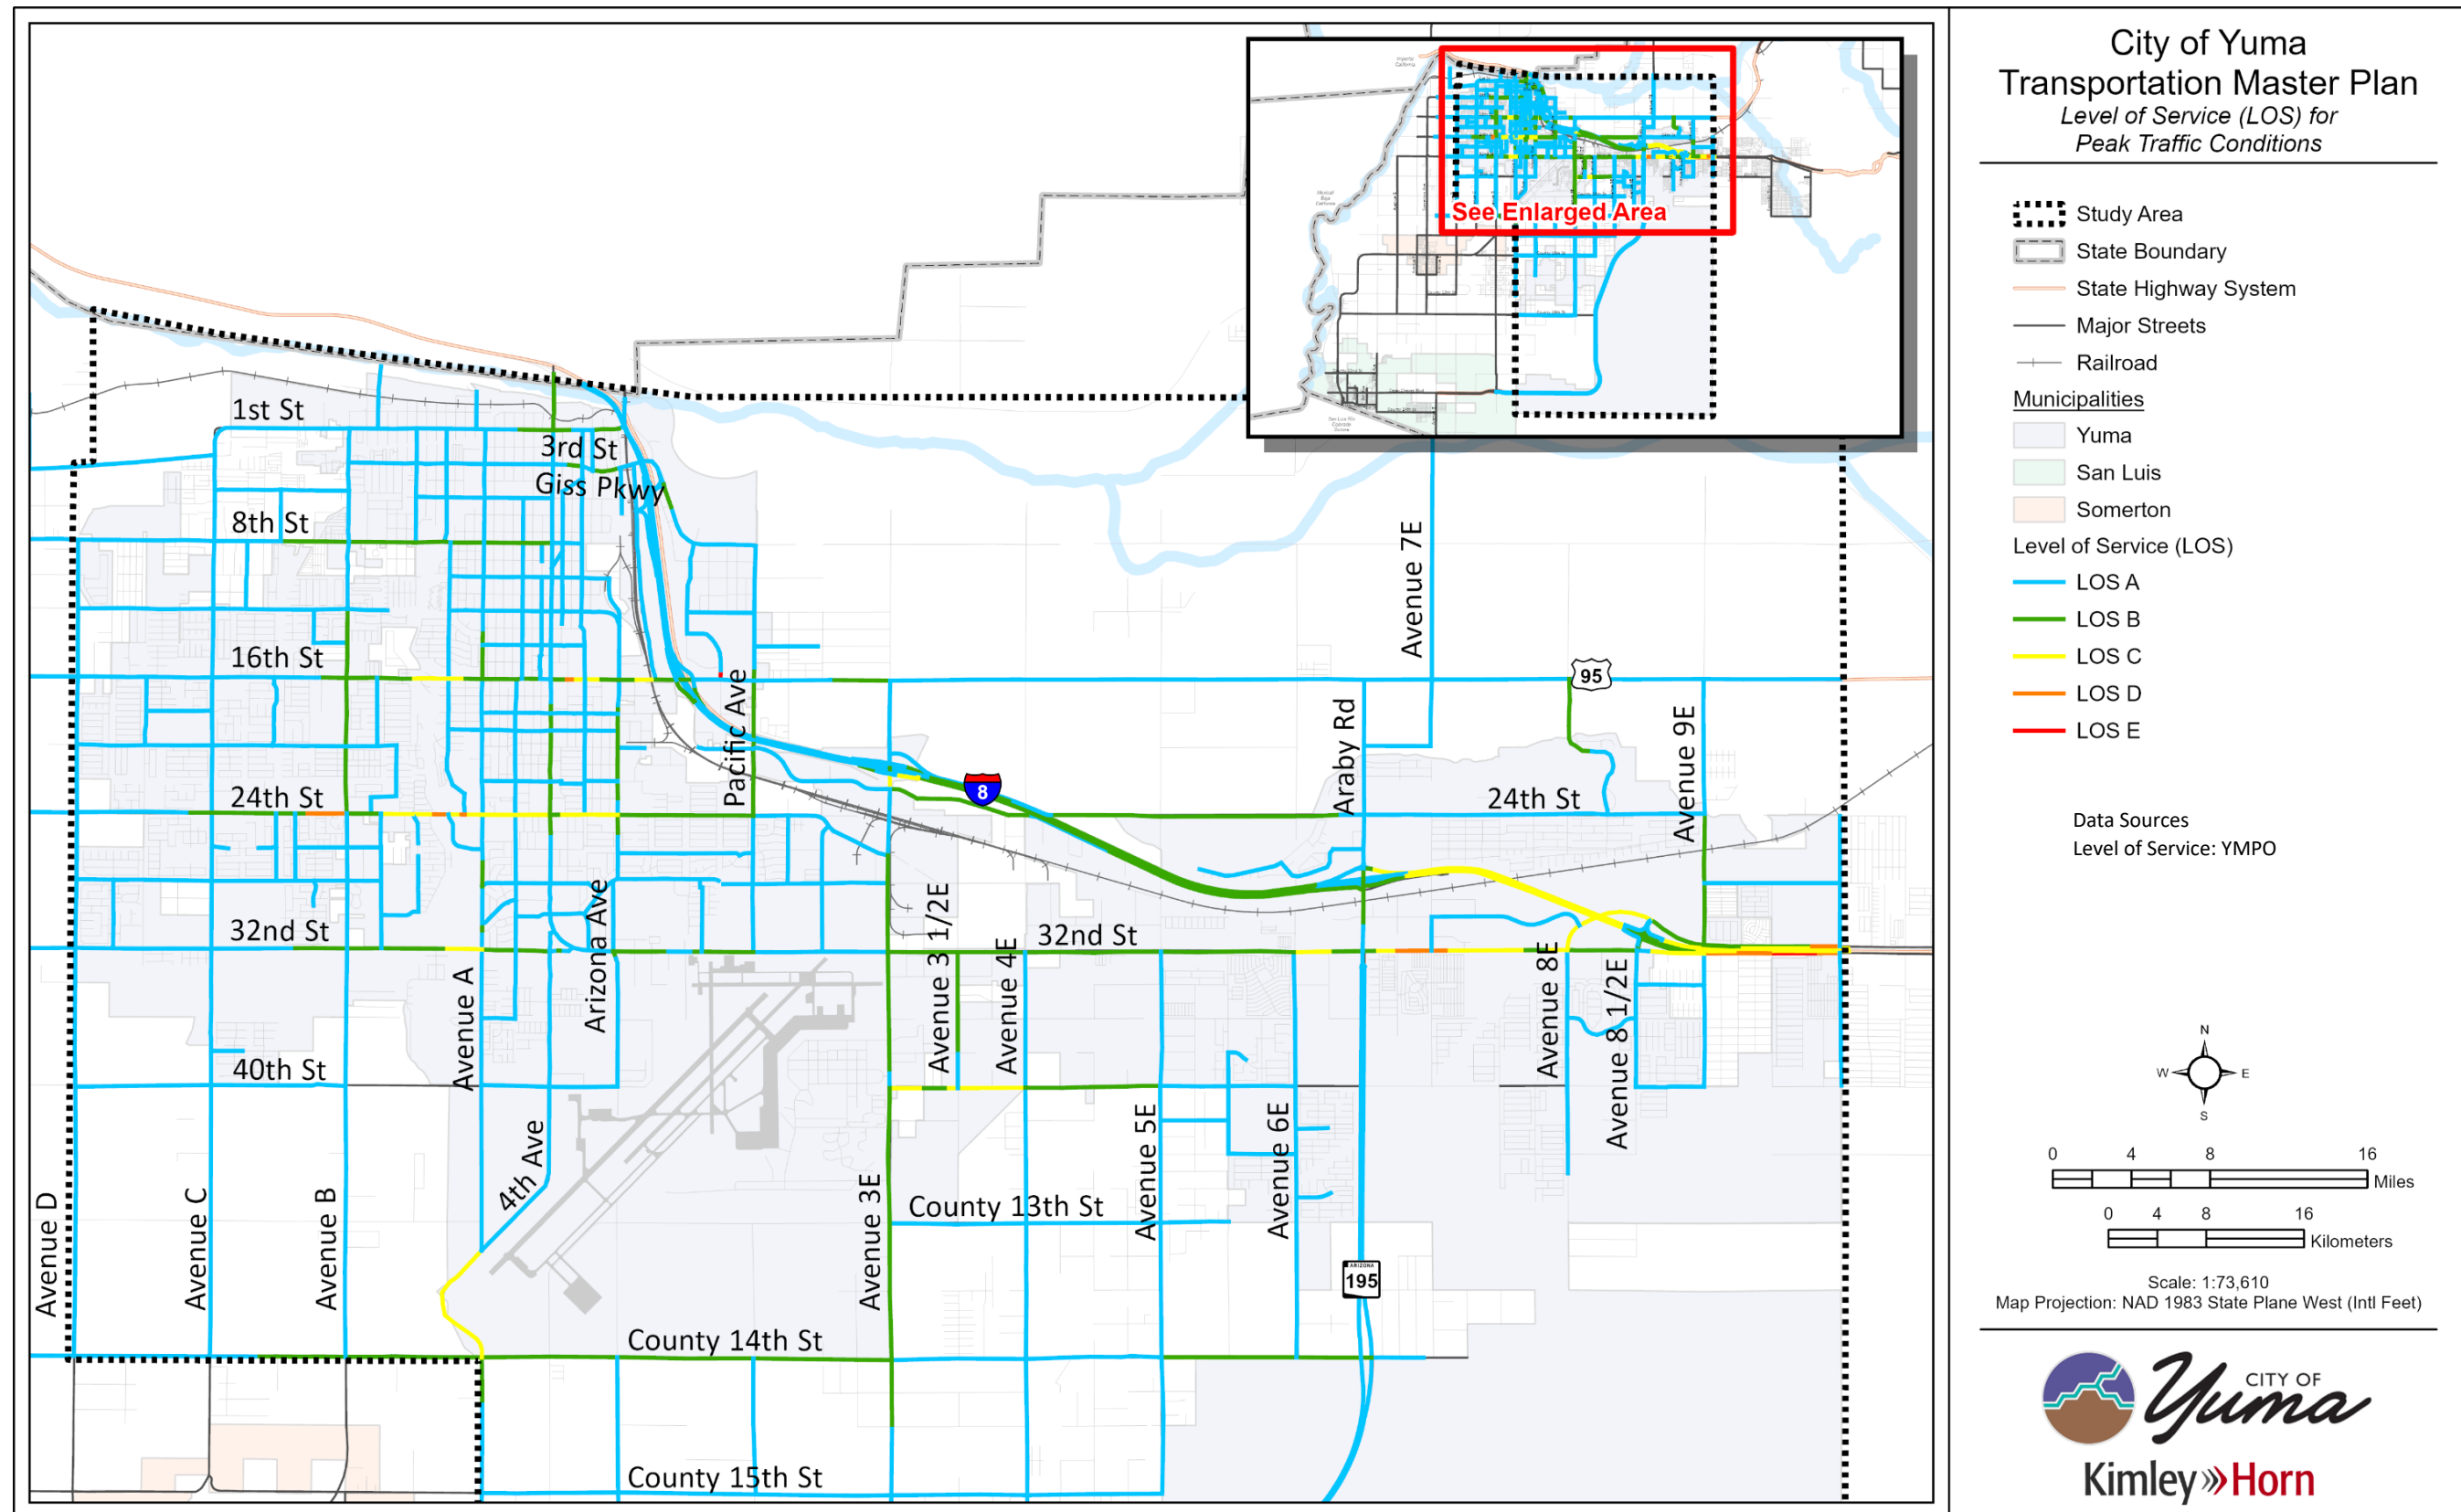 City of Yuma
Transportation Master Plan
Level of Service (LOS) for
Peak Traffic Conditions
Study Area
State Boundary
State Highway System
Major Streets
Railroad
Municipalities
Yuma
San Luis
Somerton
Level of Service (LOS)
LOS A
LOS B
LOS C
LOS D
LOS E
Data Sources
Level of Service: YMPO
N
W E
S
0 4 8 16
Miles
0 4 8 16
Kilometers
Scale: 1:73,610
Map Projection: NAD 1983 State Plane West (Intl Feet)
CITY OF
Yuma
Kimley Horn
See Enlarged Area
1st St
3rd St
Giss Pkwy
8th St
16th St
24th St
32nd St
40th St
Avenue D
Avenue C
Avenue B
Avenue A
4th Ave
Arizona Ave
Pacific Ave
Avenue 3E
Avenue 3 1/2E
Avenue 4E
Avenue 5E
Avenue 6E
Araby Rd
Avenue 7E
Avenue 8E
Avenue 8 1/2E
Avenue 9E
24th St
32nd St
County 13th St
County 14th St
County 15th St
8
95
ARIZONA
195